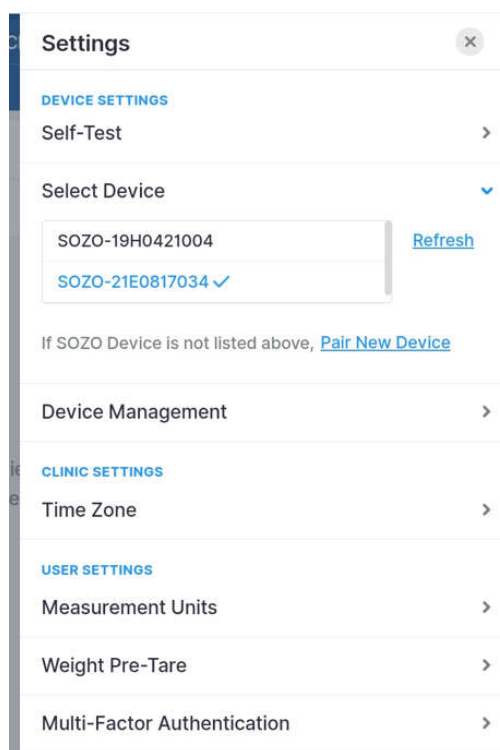 Settings
DEVICE SETTINGS
Self-Test
Select Device
SOZO-19H0421004
Refresh
SOZO-21E0817034
If SOZO Device is not listed above, Pair New Device
Device Management
CLINIC SETTINGS
Time Zone
USER SETTINGS
Measurement Units
Weight Pre-Tare
Multi-Factor Authentication